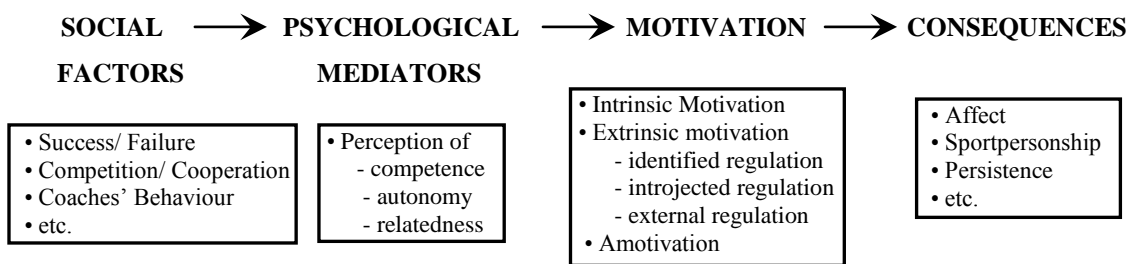 SOCIAL FACTORS
PSYCHOLOGICAL MEDIATORS
MOTIVATION
CONSEQUENCES
• Success/ Failure
• Competition/ Cooperation
• Coaches’ Behaviour
• etc.
• Perception of
- competence
- autonomy
- relatedness
• Intrinsic Motivation
• Extrinsic motivation
- identified regulation
- introjected regulation
- external regulation
• Amotivation
• Affect
• Sportpersonship
• Persistence
• etc.